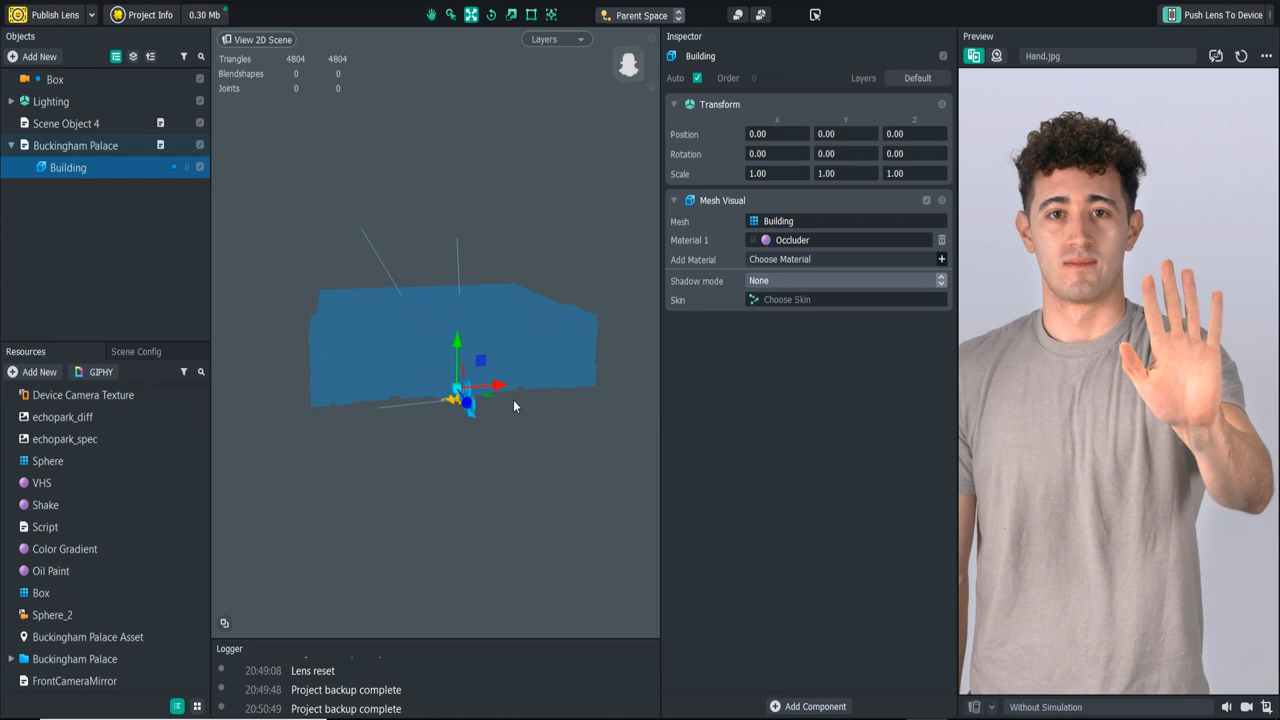 Publish Lens
Project Info
0.30 Mb
Parent Space
Push Lens To Device
Objects
Add New
Box
Lighting
Scene Object 4
Buckingham Palace
Building
Resources
Scene Config
Add New
GIPHY
Device Camera Texture
echopark_diff
echopark_spec
Sphere
VHS
Shake
Script
Color Gradient
Oil Paint
Box
Sphere_2
Buckingham Palace Asset
Buckingham Palace
FrontCameraMirror
View 2D Scene
Layers
Triangles 4804 4804
Blendshapes 0 0
Joints 0 0
Logger
20:49:08 Lens reset
20:49:48 Project backup complete
20:50:49 Project backup complete
Inspector
Building
Auto Order 0 Layers Default
Transform
X Y Z
Position 0.00 0.00 0.00
Rotation 0.00 0.00 0.00
Scale 1.00 1.00 1.00
Mesh Visual
Mesh Building
Material 1 Occluder
Add Material Choose Material
Shadow mode None
Skin Choose Skin
Add Component
Preview
Hand.jpg
Without Simulation